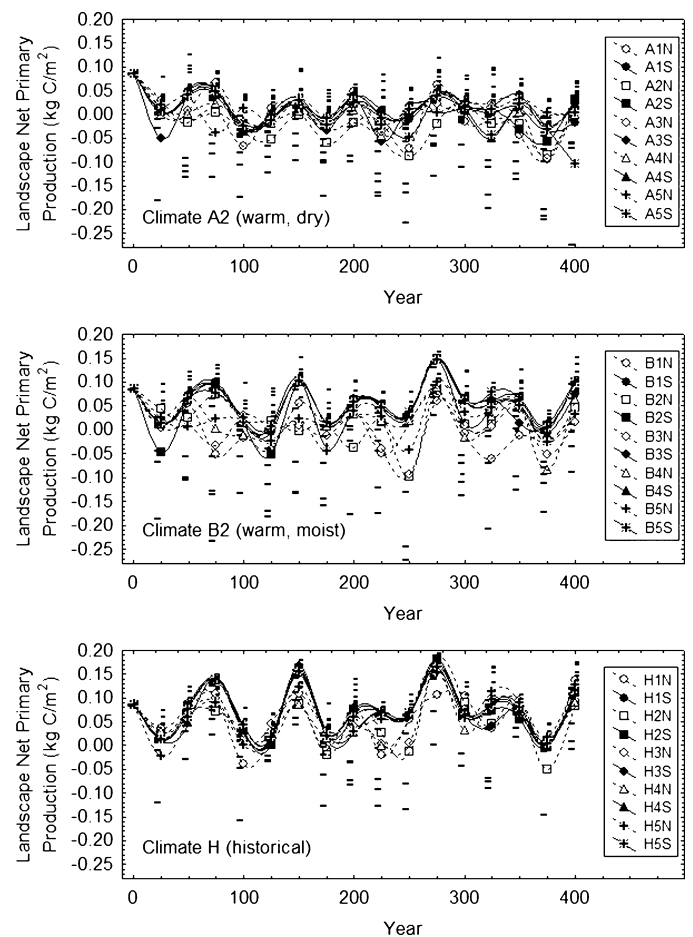 Landscape Net Primary
Production (kg C/m²)
0.20
0.15
0.10
0.05
0.00
-0.05
-0.10
-0.15
-0.20
-0.25
Climate A2 (warm, dry)
0
100
200
300
400
Year
A1N
A1S
A2N
A2S
A3N
A3S
A4N
A4S
A5N
A5S
Landscape Net Primary
Production (kg C/m²)
0.20
0.15
0.10
0.05
0.00
-0.05
-0.10
-0.15
-0.20
-0.25
Climate B2 (warm, moist)
0
100
200
300
400
Year
B1N
B1S
B2N
B2S
B3N
B3S
B4N
B4S
B5N
B5S
Landscape Net Primary
Production (kg C/m²)
0.20
0.15
0.10
0.05
0.00
-0.05
-0.10
-0.15
-0.20
-0.25
Climate H (historical)
0
100
200
300
400
Year
H1N
H1S
H2N
H2S
H3N
H3S
H4N
H4S
H5N
H5S